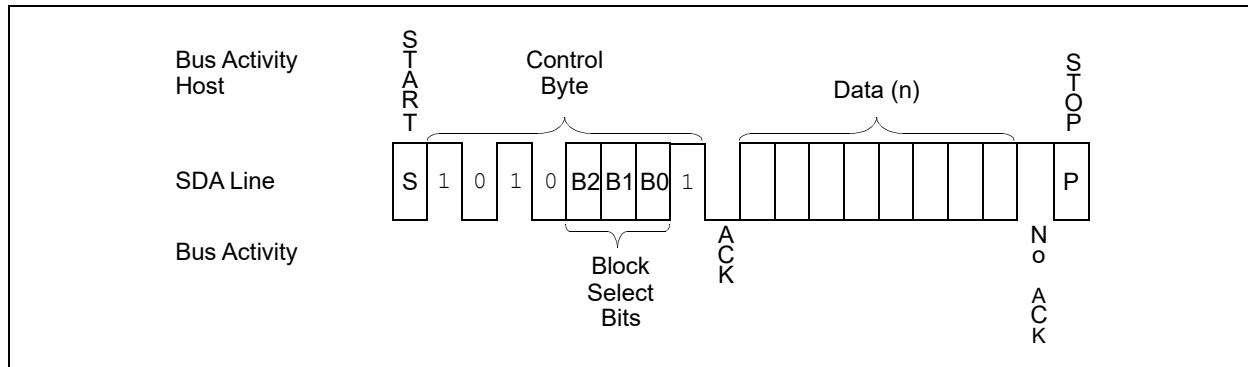 Bus Activity
Host
START
Control
Byte
Data (n)
STOP
SDA Line
S 1 0 1 0 B2 B1 B0 1 P
Bus Activity
ACK
No ACK
Block
Select
Bits